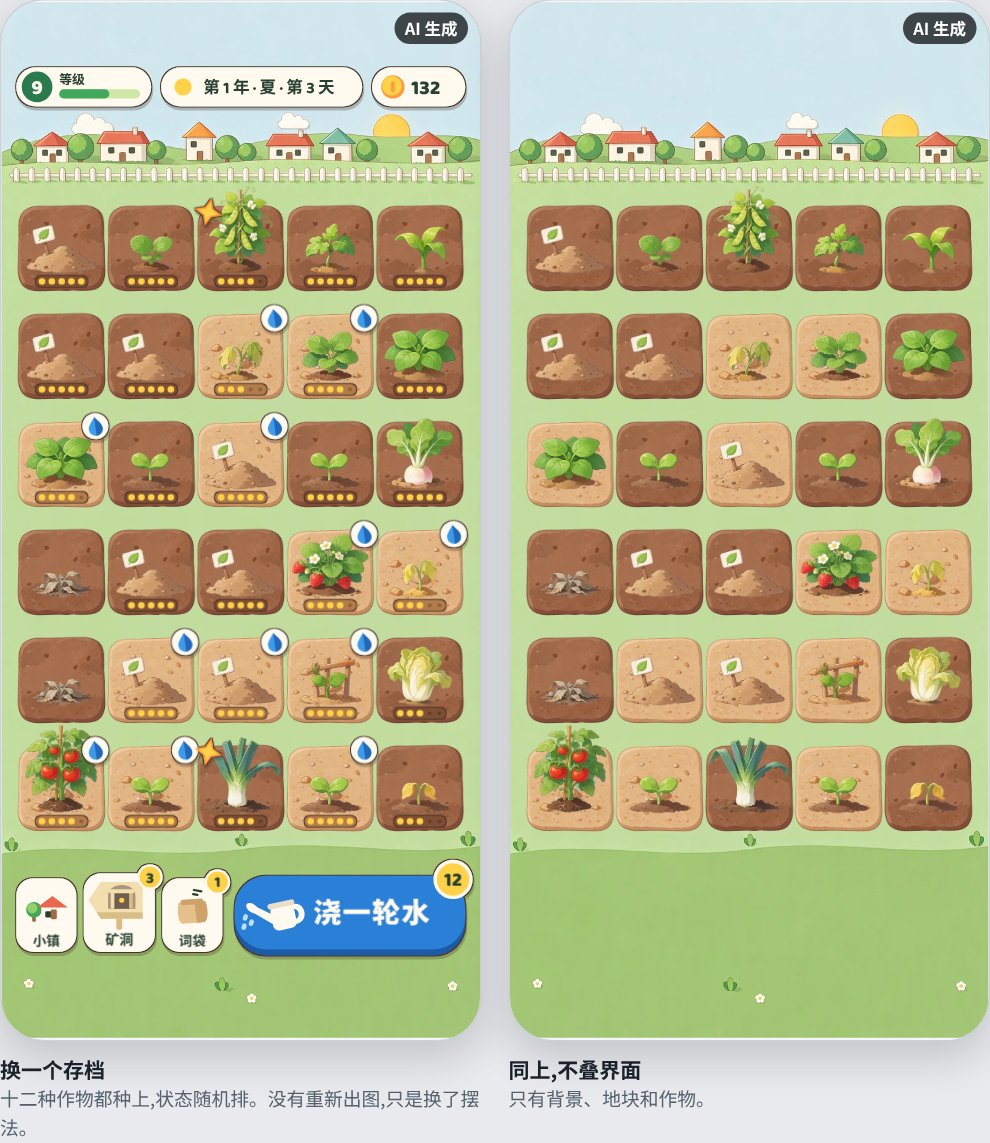 AI 生成
AI 生成
9 等级
第1年·夏·第3天
132
12
3
1
小镇
矿洞
词袋
浇一轮水
换一个存档
十二种作物都种上,状态随机排。没有重新出图,只是换了摆
法。
同上,不叠界面
只有背景、地块和作物。